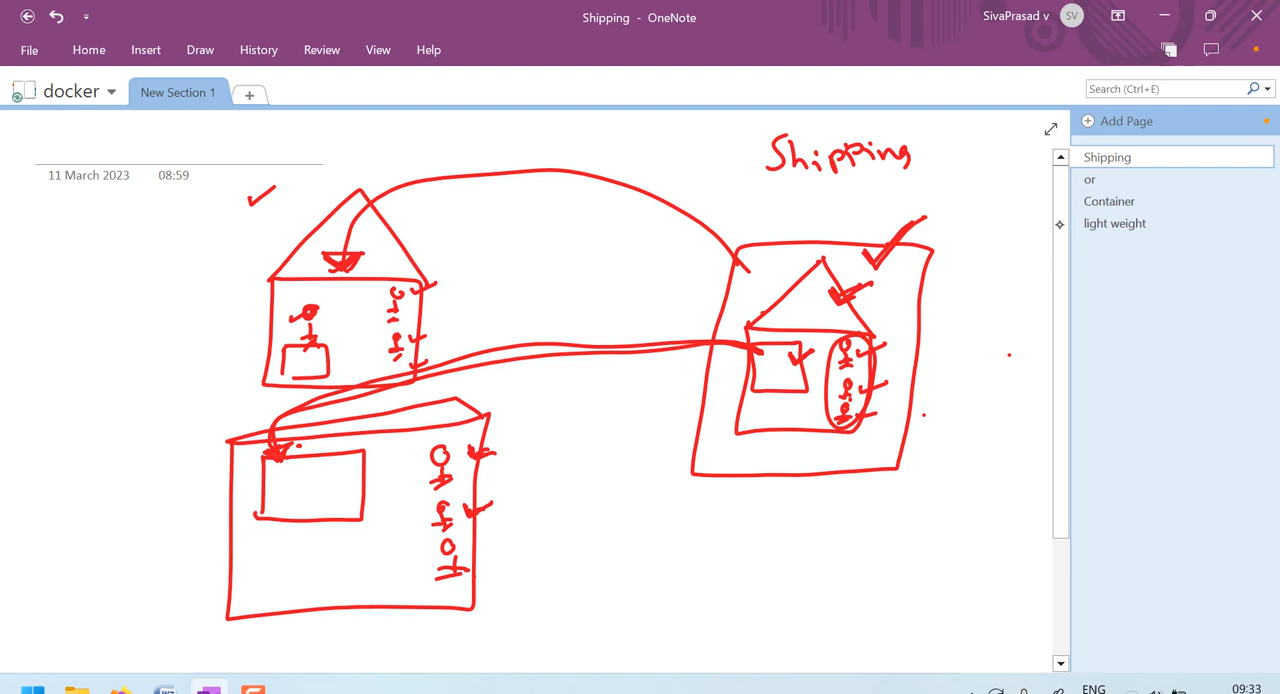 Shipping - OneNote
SivaPrasad v
SV
File Home Insert Draw History Review View Help
docker
New Section 1
Search (Ctrl+E)
Add Page
Shipping
or
Container
light weight
11 March 2023 08:59
Shipping
ENG
09:33